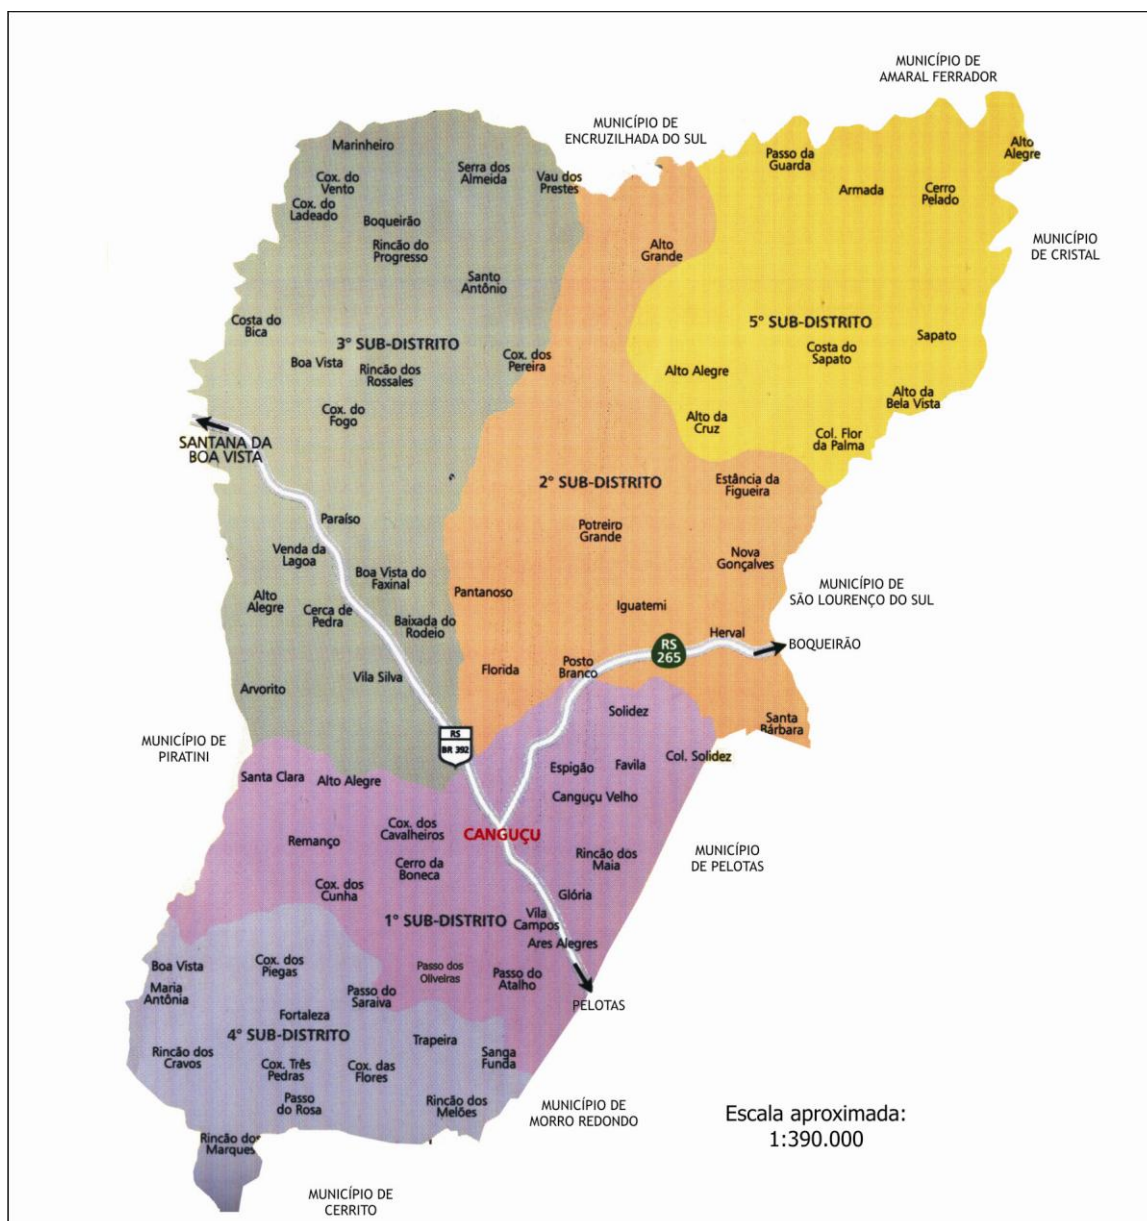 MUNICÍPIO DE
AMARAL FERRADOR
MUNICÍPIO DE
ENCRUZILHADA DO SUL
Marinheiro
Serra dos
Almeida
Vau dos
Prestes
Cox. do
Vento
Cox. do
Ladeado
Boqueirão
Rincão do
Progresso
Santo
Antônio
Passo da
Guarda
Armada
Cerro
Pelado
Alto
Alegre
MUNICÍPIO
DE CRISTAL
Alto
Grande
Costa do
Bica
3° SUB-DISTRITO
Boa Vista
Rincão dos
Rossales
Cox. dos
Pereira
Cox. do
Fogo
5° SUB-DISTRITO
Costa do
Sapato
Sapato
Alto Alegre
Alto da
Cruz
Alto da
Bela Vista
Col. Flor
da Palma
SANTANA DA
BOA VISTA
2° SUB-DISTRITO
Estância da
Figueira
Potreiro
Grande
Nova
Gonçalves
Paraíso
Venda da
Lagoa
Boa Vista do
Faxinal
Pantanoso
Iguatemi
MUNICÍPIO DE
SÃO LOURENÇO DO SUL
Alto
Alegre
Cerca de
Pedra
Baixada do
Rodeio
Herval
RS
265
BOQUEIRÃO
Arvorito
Vila Silva
Florida
Posto
Branco
Solidez
Santa
Bárbara
MUNICÍPIO DE
PIRATINI
RS
BR 392
Col. Solidez
Santa Clara
Alto Alegre
Espigão
Favila
Canguçu Velho
Remanço
Cox. dos
Cavalheiros
CANGUÇU
Cerro da
Boneca
Rincão dos
Maia
MUNICÍPIO
DE PELOTAS
Cox. dos
Cunha
Glória
1° SUB-DISTRITO
Vila
Campos
Ares Alegres
Boa Vista
Cox. dos
Piegas
Passo dos
Oliveiras
Passo do
Atalho
Maria
Antônia
Passo do
Saraiva
PELOTAS
Fortaleza
4° SUB-DISTRITO
Trapeira
Sanga
Funda
Rincão dos
Cravos
Cox. Três
Pedras
Cox. das
Flores
Passo
do Rosa
Rincão dos
Melões
MUNICÍPIO DE
MORRO REDONDO
Escala aproximada:
1:390.000
Rincão dos
Marques
MUNICÍPIO DE
CERRITO